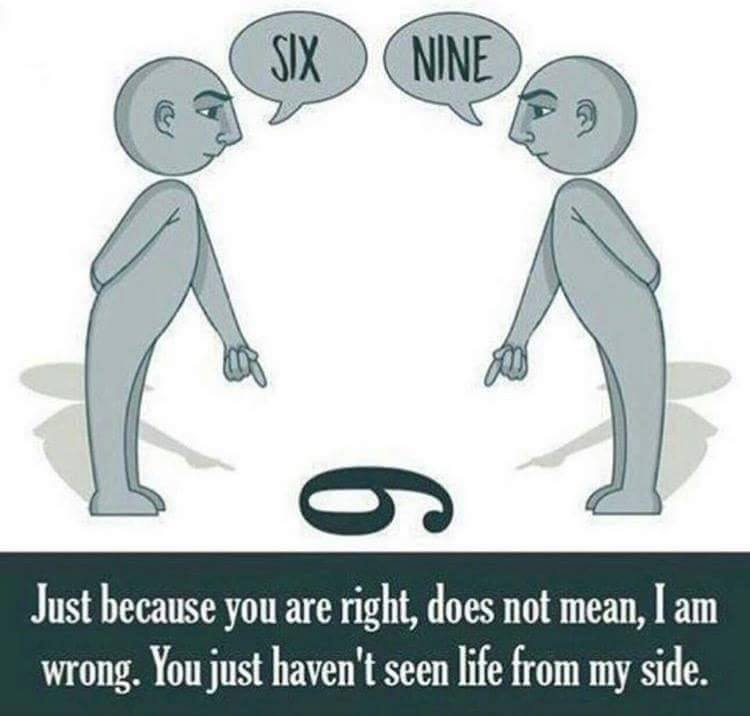 SIX
NINE
6
Just because you are right, does not mean, I am
wrong. You just haven't seen life from my side.